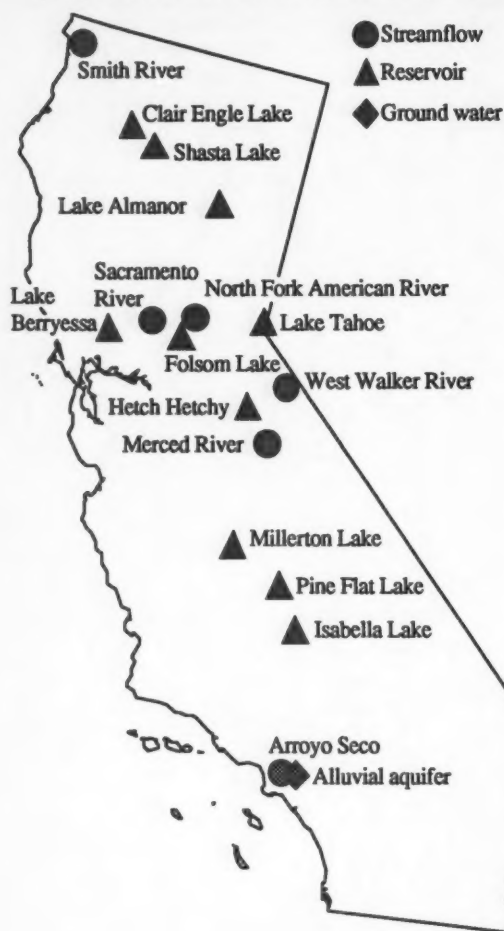 Streamflow
Smith River
Reservoir
Clair Engle Lake
Ground water
Shasta Lake
Lake Almanor
Sacramento
River
North Fork American River
Lake
Berryessa
Lake Tahoe
Folsom Lake
West Walker River
Hetch Hetchy
Merced River
Millerton Lake
Pine Flat Lake
Isabella Lake
Arroyo Seco
Alluvial aquifer